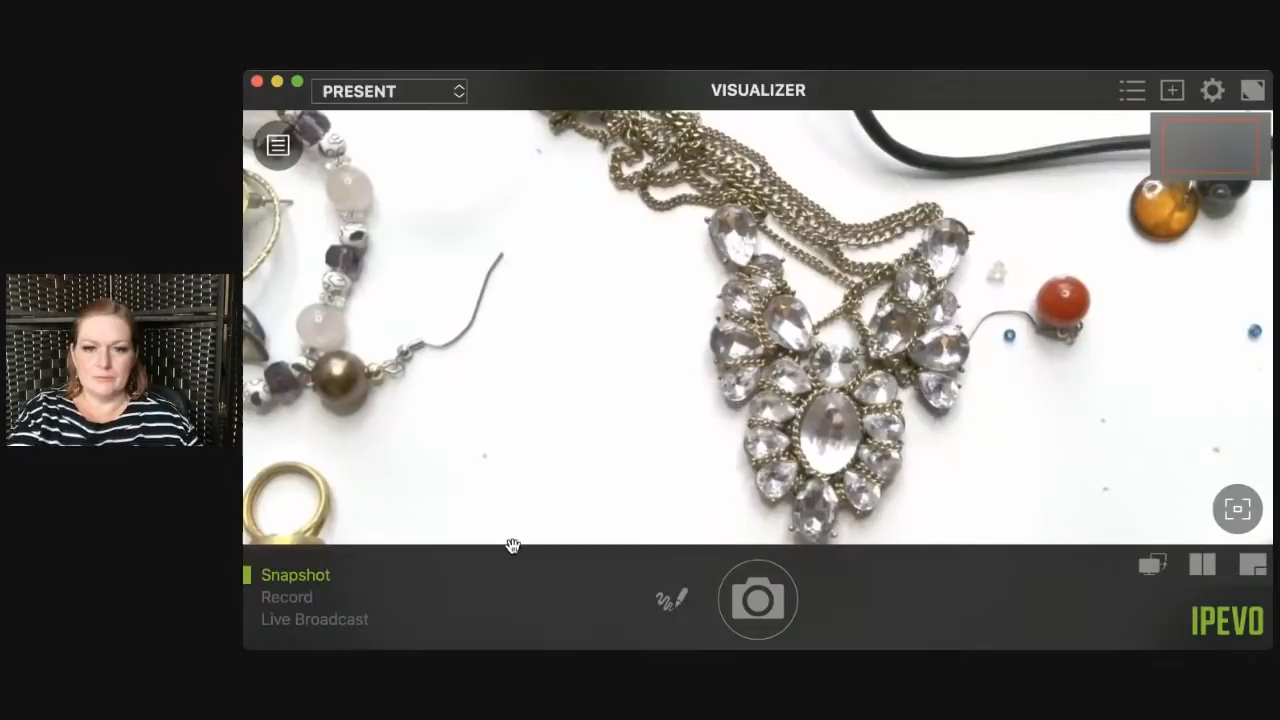 PRESENT
VISUALIZER
Snapshot
Record
Live Broadcast
IPEVO